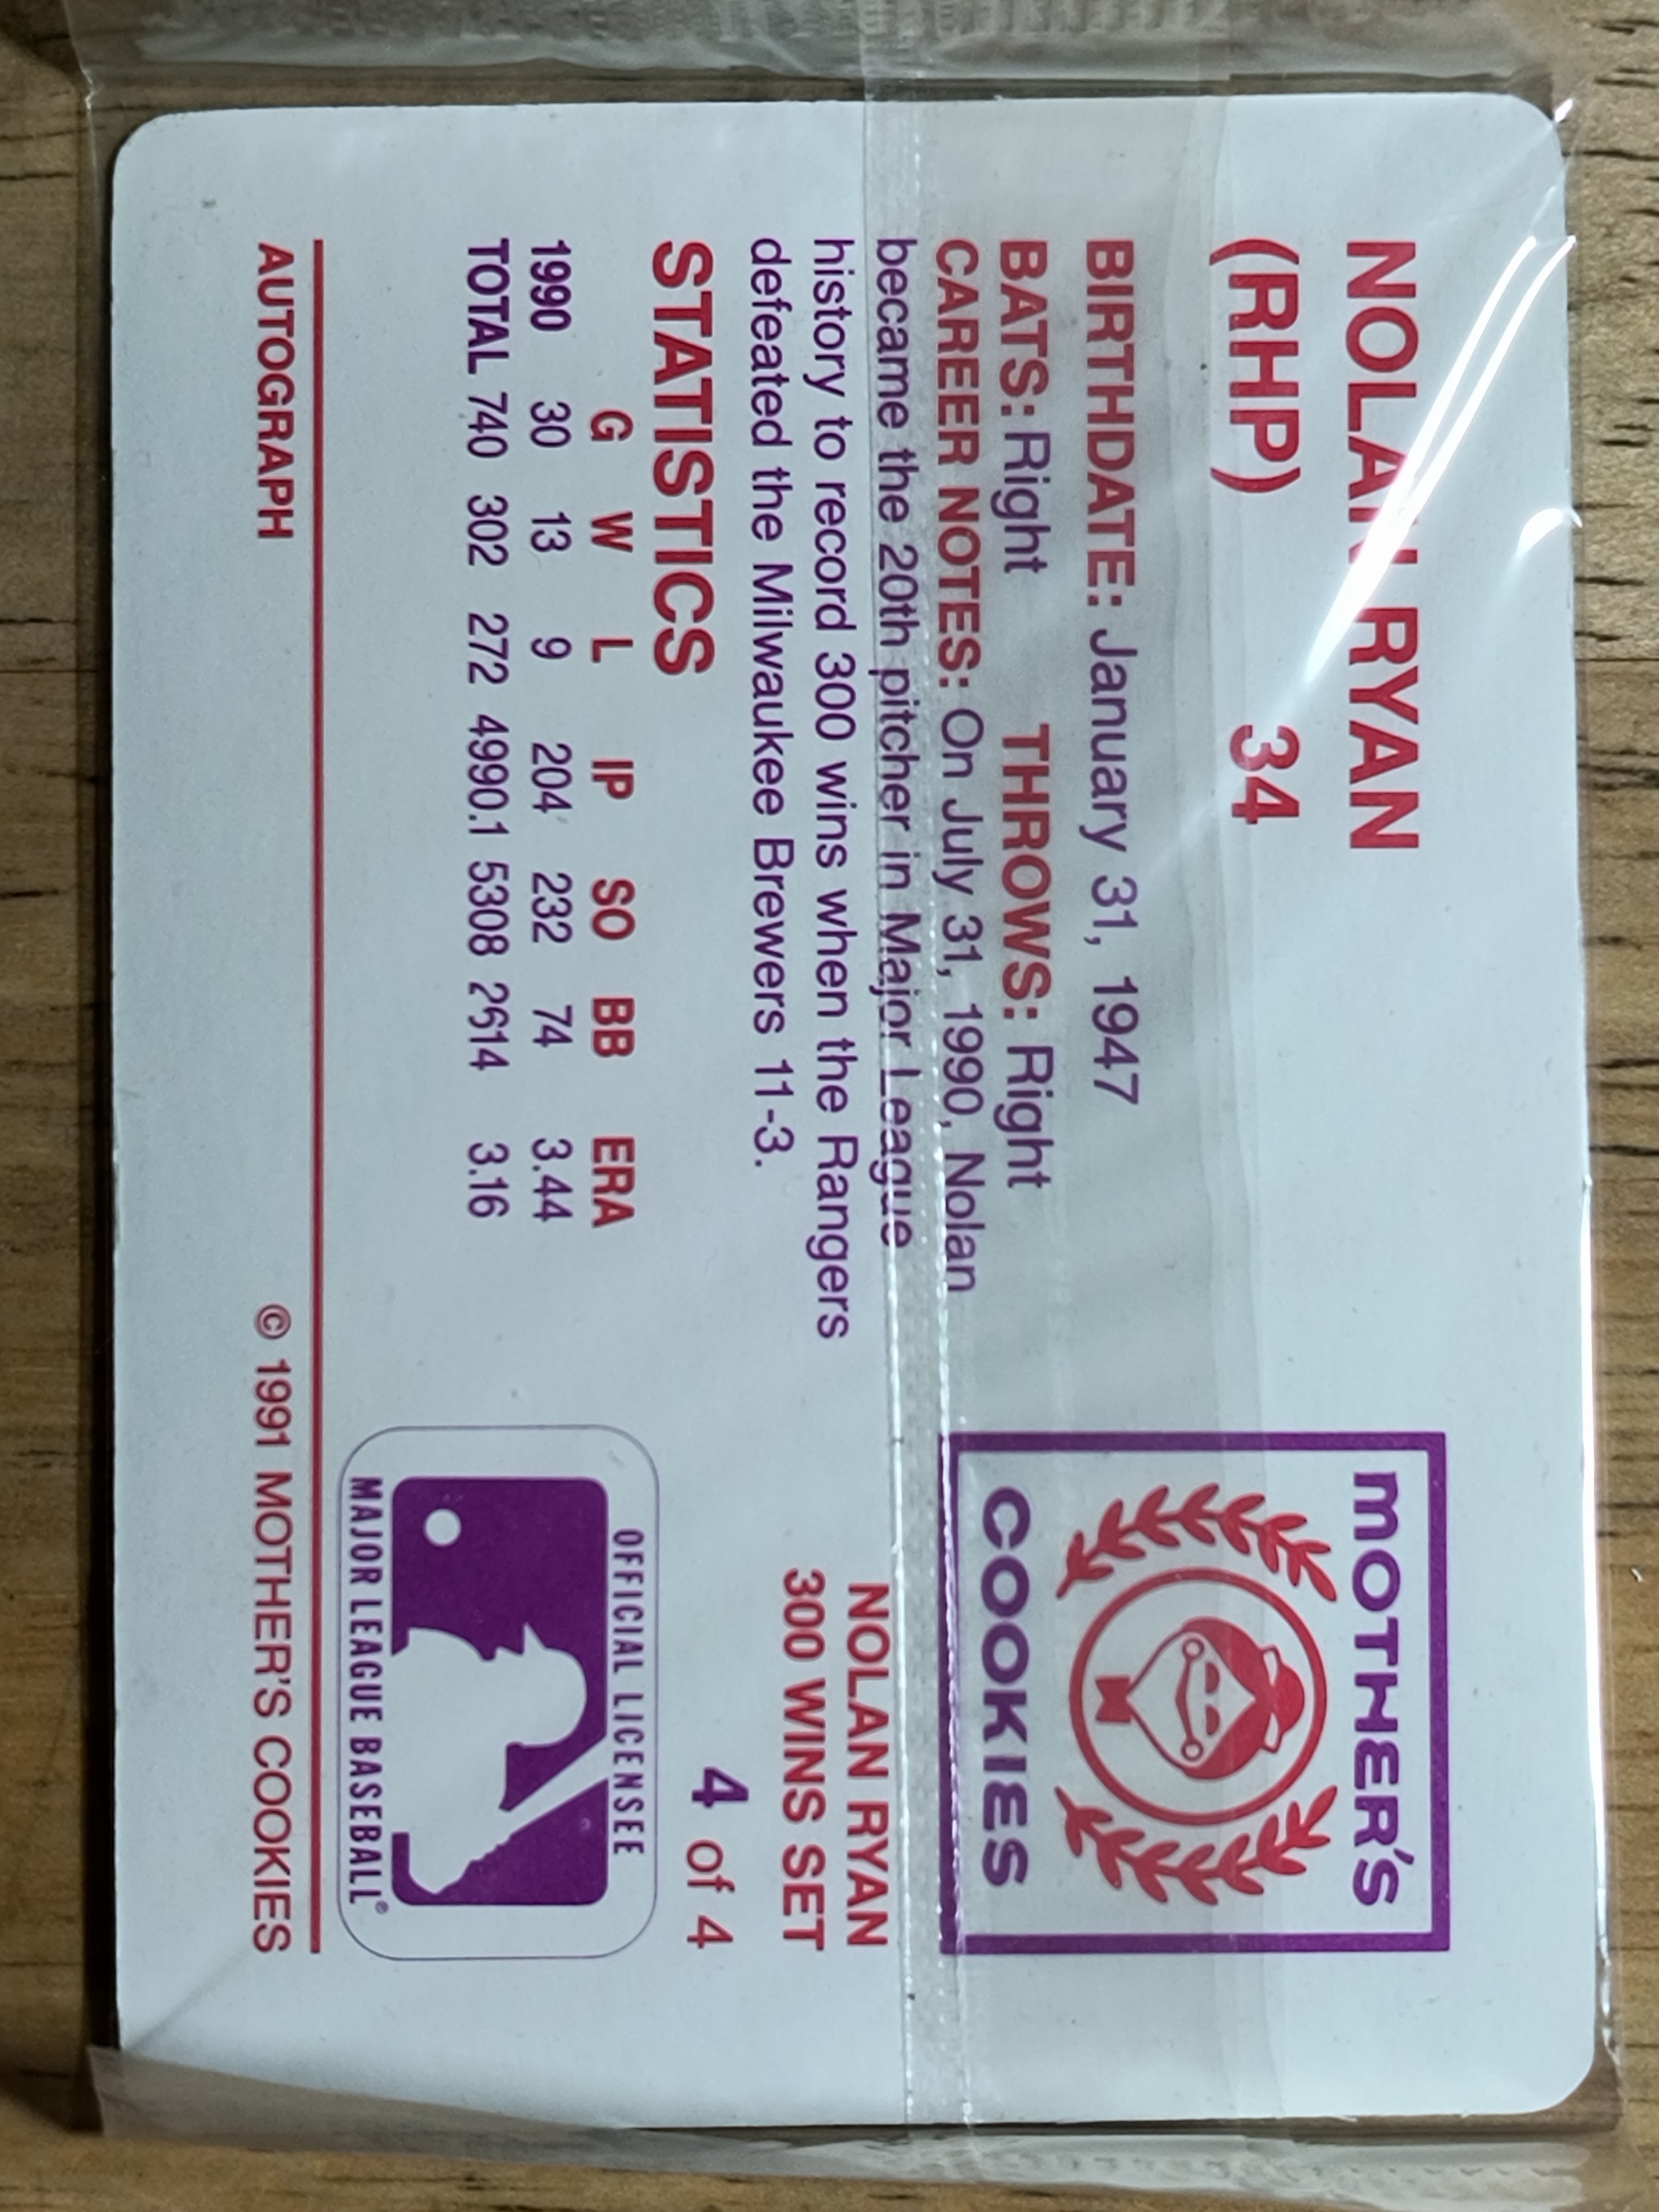 NOLAN RYAN
(RHP) 34
BIRTHDATE: January 31, 1947
BATS: Right THROWS: Right
CAREER NOTES: On July 31, 1990, Nolan
became the 20th pitcher in Major League
history to record 300 wins when the Rangers
defeated the Milwaukee Brewers 11-3.
STATISTICS
G W L IP SO BB ERA
1990 30 13 9 204 232 74 3.44
TOTAL 740 302 272 4990.1 5308 2614 3.16
AUTOGRAPH
MOTHER'S
COOKIES
NOLAN RYAN
300 WINS SET
4 of 4
OFFICIAL LICENSEE
MAJOR LEAGUE BASEBALL®
© 1991 MOTHER'S COOKIES